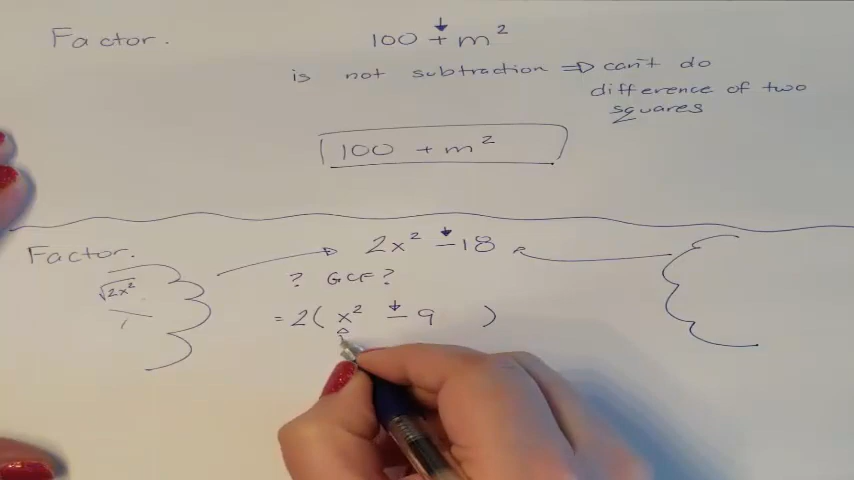 Factor. 100 + m²
is not subtraction ⇒ can't do
difference of two
squares
100 + m²
Factor. 2x² - 18
? GCF?
√2x²
= 2( x² - 9 )